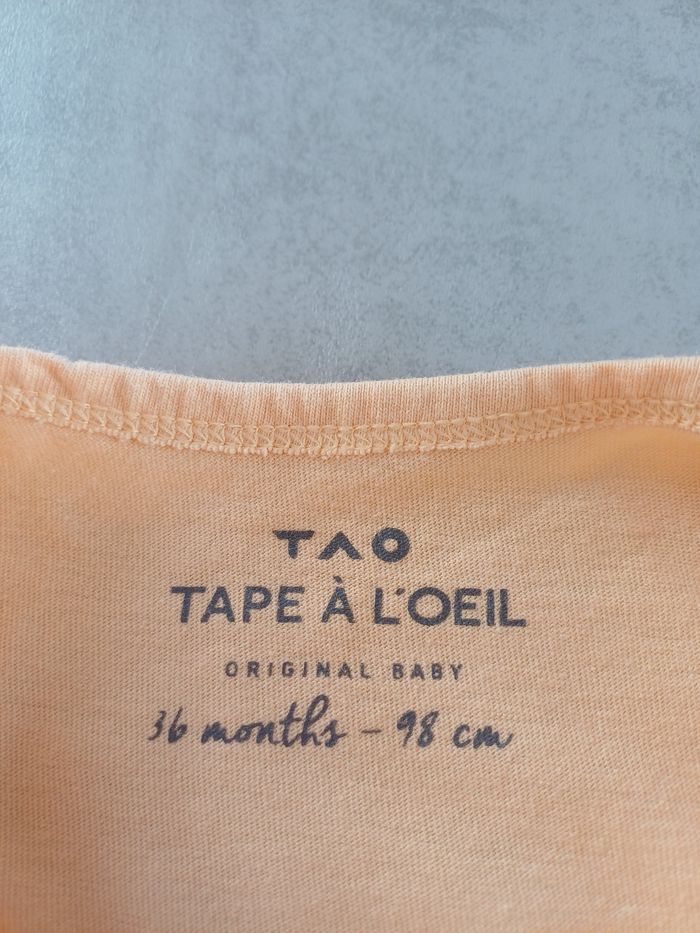 TAO
TAPE À L'OEIL
ORIGINAL BABY
36 months - 98 cm